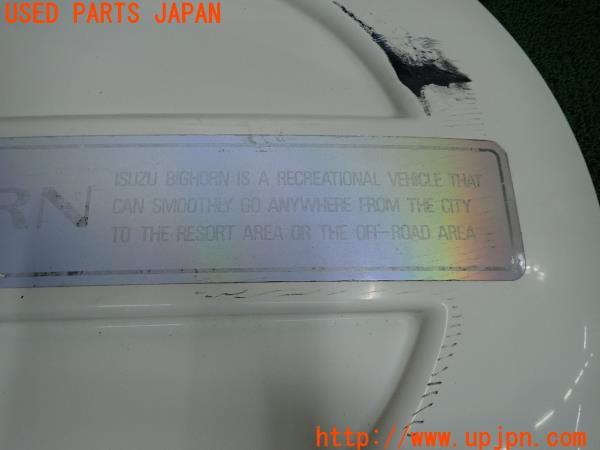 USED PARTS JAPAN
RN
ISUZU BIGHORN IS A RECREATIONAL VEHICLE THAT
CAN SMOOTHLY GO ANYWHERE FROM THE CITY
TO THE RESORT AREA OR THE OFF-ROAD AREA
http://www.upjpn.com/